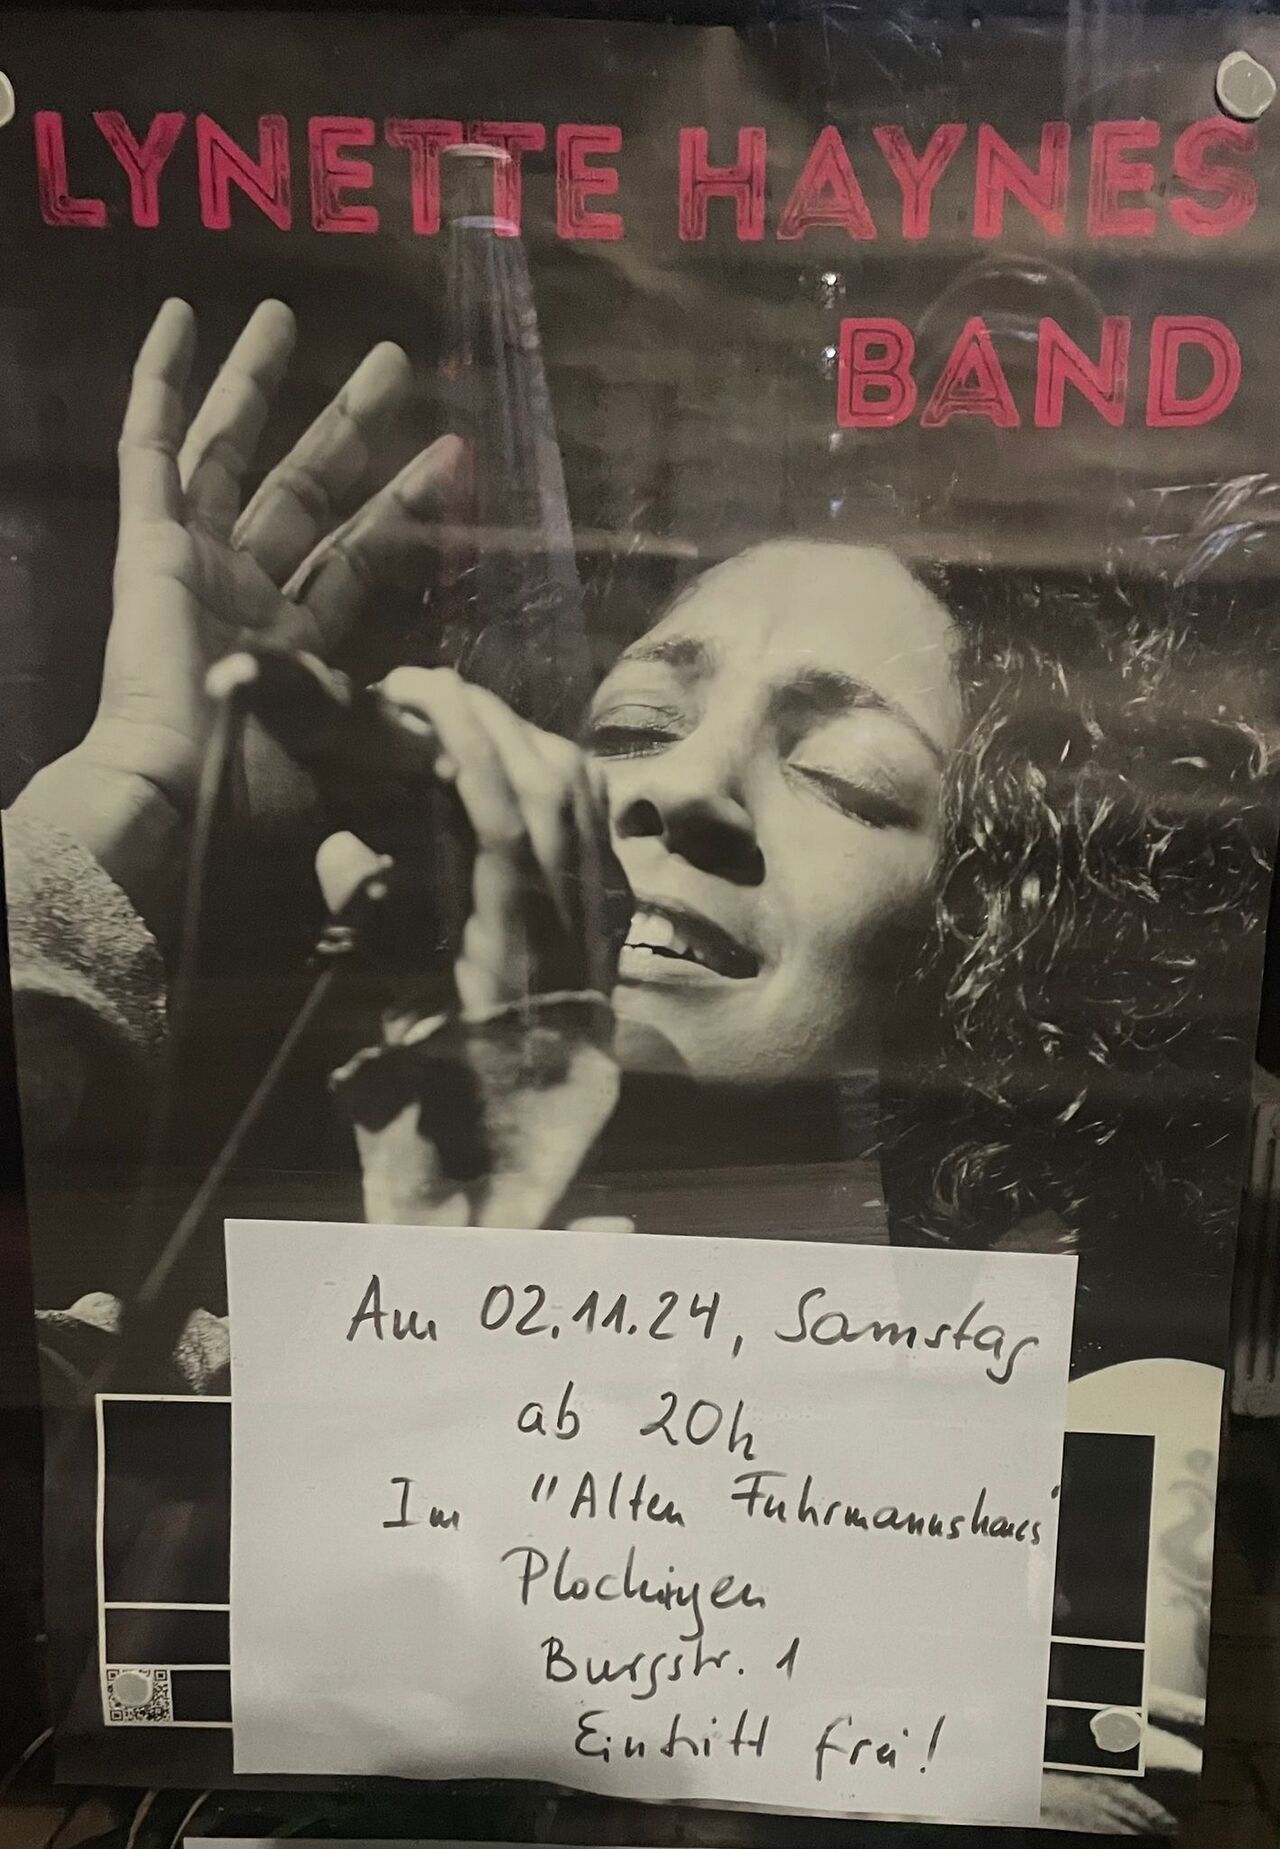 LYNETTE HAYNES
BAND
Am 02.11.24, Samstag
ab 20h
Im "Alten Fuhrmannshaus"
Plochingen
Burgstr. 1
Eintritt frei!